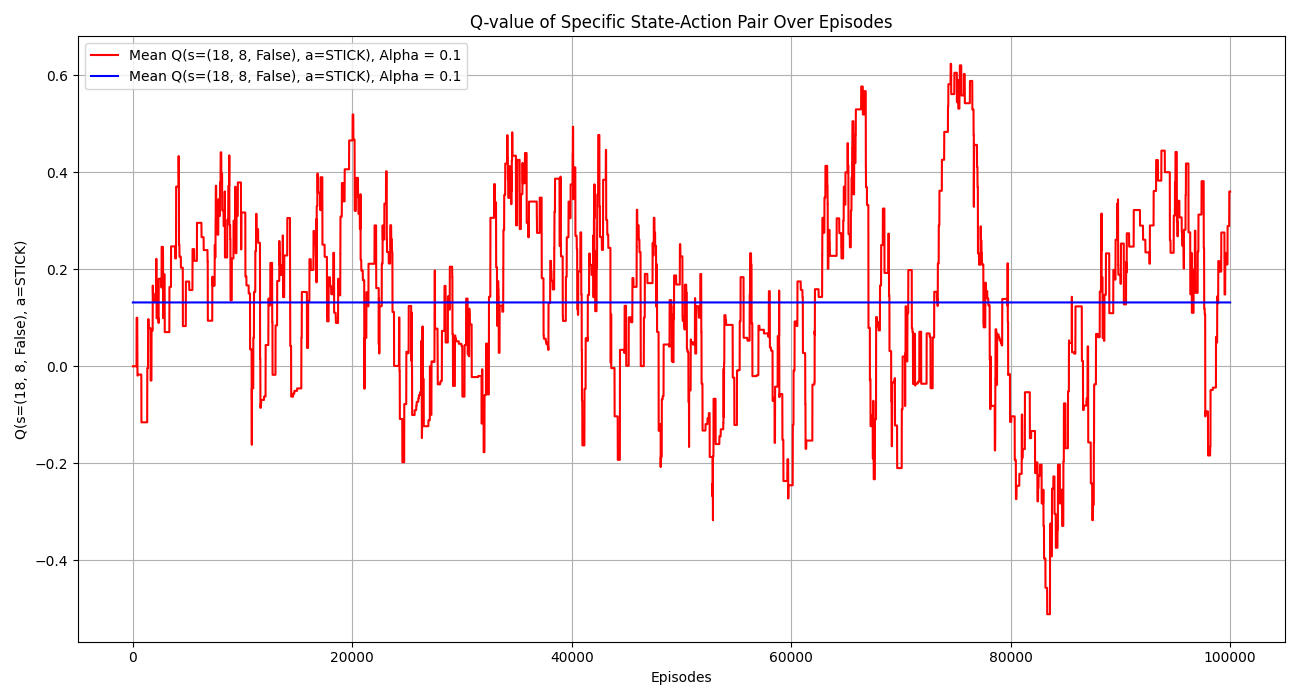 Q-value of Specific State-Action Pair Over Episodes
Mean Q(s=(18, 8, False), a=STICK), Alpha = 0.1
Mean Q(s=(18, 8, False), a=STICK), Alpha = 0.1
Q(s=(18, 8, False), a=STICK)
0.6
0.4
0.2
0.0
−0.2
−0.4
0 20000 40000 60000 80000 100000
Episodes